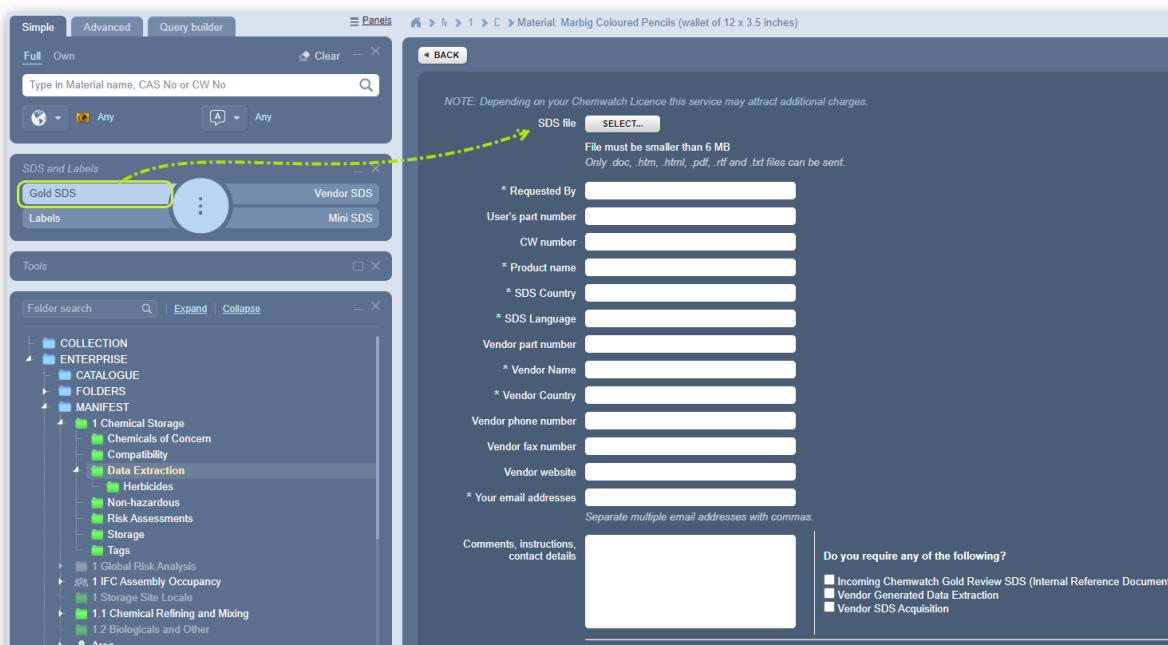 Simple
Advanced
Query builder
Panels
Full Own
Clear
Type in Material name, CAS No or CW No
Any
A
Any
SDS and Labels
Gold SDS
Vendor SDS
Labels
Mini SDS
Tools
Folder search
Expand
Collapse
COLLECTION
ENTERPRISE
CATALOGUE
FOLDERS
MANIFEST
1 Chemical Storage
Chemicals of Concern
Compatibility
Data Extraction
Herbicides
Non-hazardous
Risk Assessments
Storage
Tags
1 Global Risk Analysis
1 IFC Assembly Occupancy
1 Storage Site Locale
1.1 Chemical Refining and Mixing
1.2 Biologicals and Other
Area
1
Material: Marbig Coloured Pencils (wallet of 12 x 3.5 inches)
BACK
NOTE: Depending on your Chemwatch Licence this service may attract additional charges.
SDS file
SELECT...
File must be smaller than 6 MB
Only .doc, .htm, .html, .pdf, .rtf and .txt files can be sent.
* Requested By
User's part number
CW number
* Product name
* SDS Country
* SDS Language
Vendor part number
* Vendor Name
* Vendor Country
Vendor phone number
Vendor fax number
Vendor website
* Your email addresses
Separate multiple email addresses with commas.
Comments, instructions,
contact details
Do you require any of the following?
Incoming Chemwatch Gold Review SDS (Internal Reference Document
Vendor Generated Data Extraction
Vendor SDS Acquisition